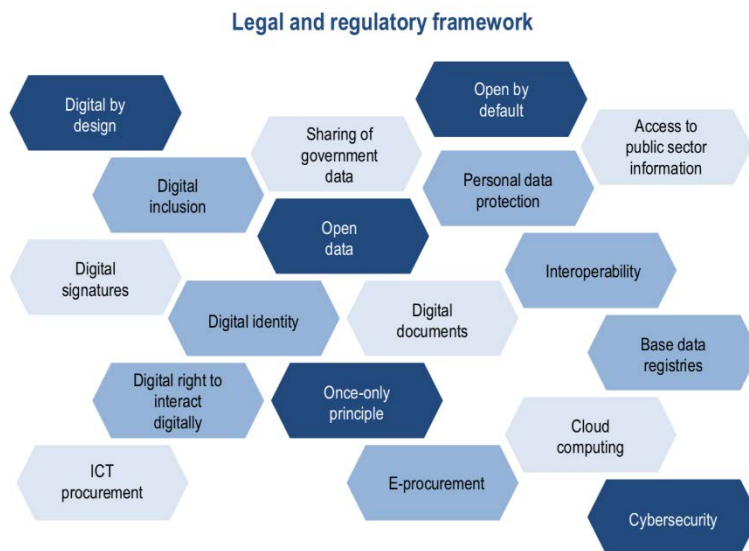 Legal and regulatory framework
Digital by
design
Open by
default
Sharing of
government
data
Access to
public sector
information
Digital
inclusion
Personal data
protection
Open
data
Digital
signatures
Interoperability
Digital identity
Digital
documents
Base data
registries
Digital right to
interact
digitally
Once-only
principle
Cloud
computing
ICT
procurement
E-procurement
Cybersecurity